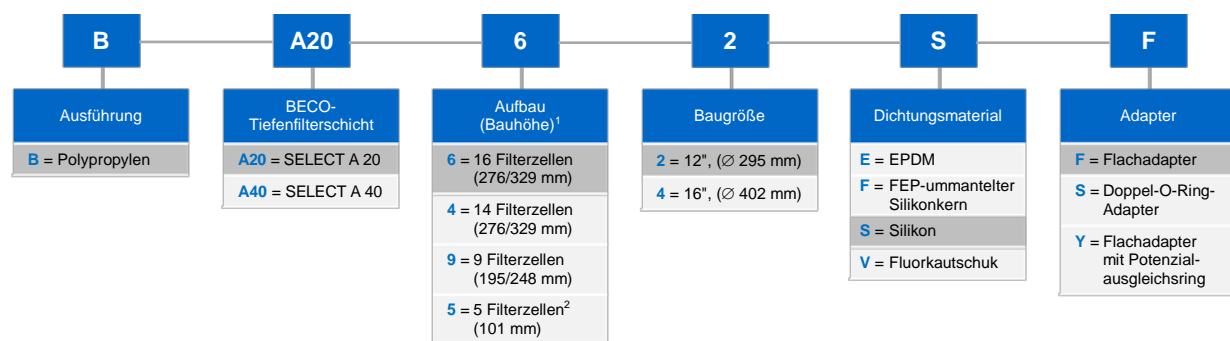 B A20 6 2 S F
Ausführung
B = Polypropylen
BECO-
Tiefenfilterschicht
A20 = SELECT A 20
A40 = SELECT A 40
Aufbau
(Bauhöhe)¹
6 = 16 Filterzellen
(276/329 mm)
4 = 14 Filterzellen
(276/329 mm)
9 = 9 Filterzellen
(195/248 mm)
5 = 5 Filterzellen²
(101 mm)
Baugröße
2 = 12", (∅ 295 mm)
4 = 16", (∅ 402 mm)
Dichtungsmaterial
E = EPDM
F = FEP-ummantelter
Silikonkern
S = Silikon
V = Fluorkautschuk
Adapter
F = Flachadapter
S = Doppel-O-Ring-
Adapter
Y = Flachadapter
mit Potenzial-
ausgleichsring